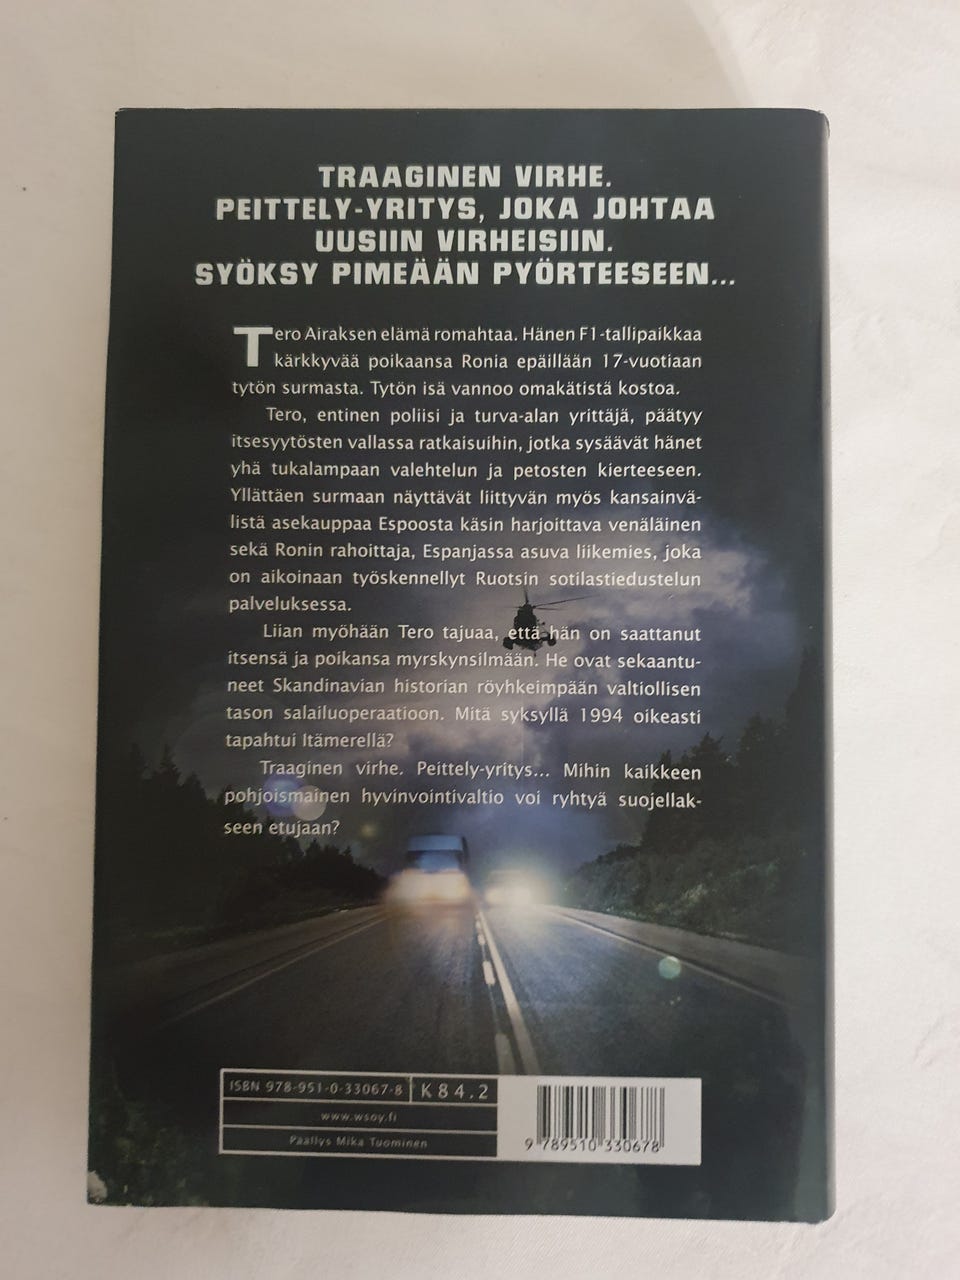 TRAAGINEN VIRHE.
PEITTELY-YRITYS, JOKA JOHTAA
UUSIIN VIRHEISIIN.
SYÖKSY PIMEÄÄN PYÖRTEESEEN...
Tero Airaksen elämä romahtaa. Hänen F1-tallipaikkaa
kärkkyvää poikaansa Ronia epäillään 17-vuotiaan
tytön surmasta. Tytön isä vannoo omakätistä kostoa.
Tero, entinen poliisi ja turva-alan yrittäjä, päätyy
itsesyytösten vallassa ratkaisuihin, jotka sysäävät hänet
yhä tukalampaan valehtelun ja petosten kierteeseen.
Yllättäen surmaan näyttävät liittyvän myös kansainvä-
listä asekauppaa Espoosta käsin harjoittava venäläinen
sekä Ronin rahoittaja, Espanjassa asuva liikemies, joka
on aikoinaan työskennellyt Ruotsin sotilastiedustelun
palveluksessa.
Liian myöhään Tero tajuaa, että hän on saattanut
itsensä ja poikansa myrskynsilmään. He ovat sekaantu-
neet Skandinavian historian röyhkeimpään valtiollisen
tason salailuoperaatioon. Mitä syksyllä 1994 oikeasti
tapahtui Itämerellä?
Traaginen virhe. Peittely-yritys... Mihin kaikkeen
pohjoismainen hyvinvointivaltio voi ryhtyä suojellak-
seen etujaan?
ISBN 978-951-0-33067-8 K 84.2
www.wsoy.fi
Päällys Mika Tuominen
9 789510 330678